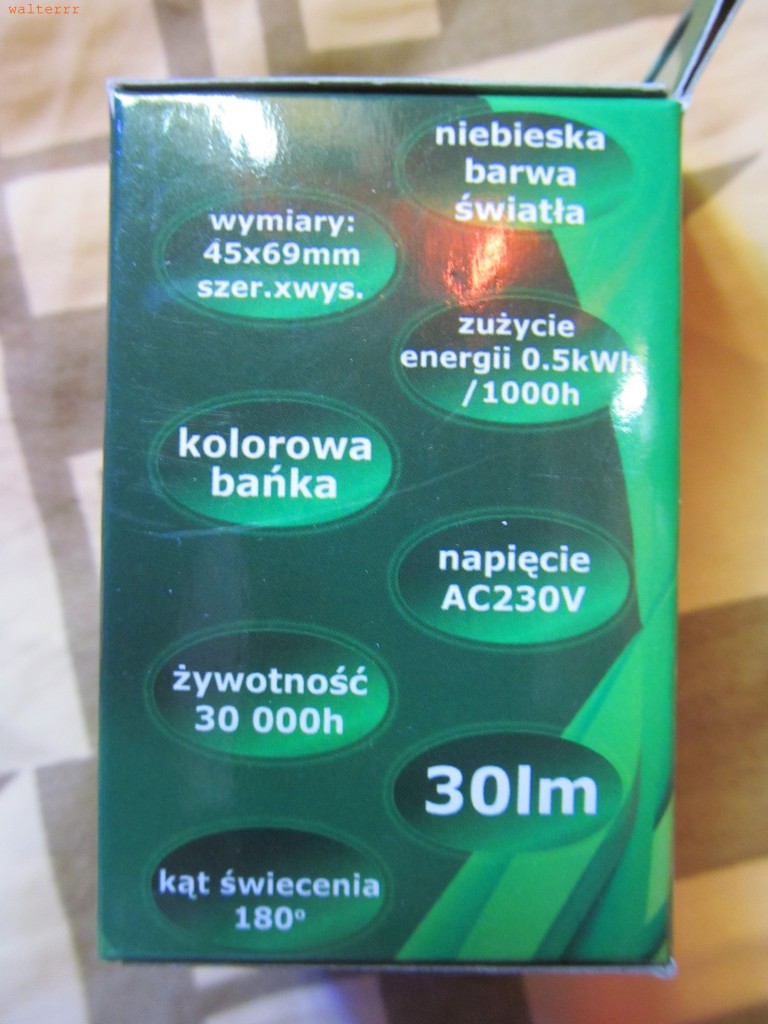 walterrr
niebieska
barwa
światła
wymiary:
45x69mm
szer.xwys.
zużycie
energii 0.5kWh
/1000h
kolorowa
bańka
napięcie
AC230V
żywotność
30 000h
30lm
kąt świecenia
180º